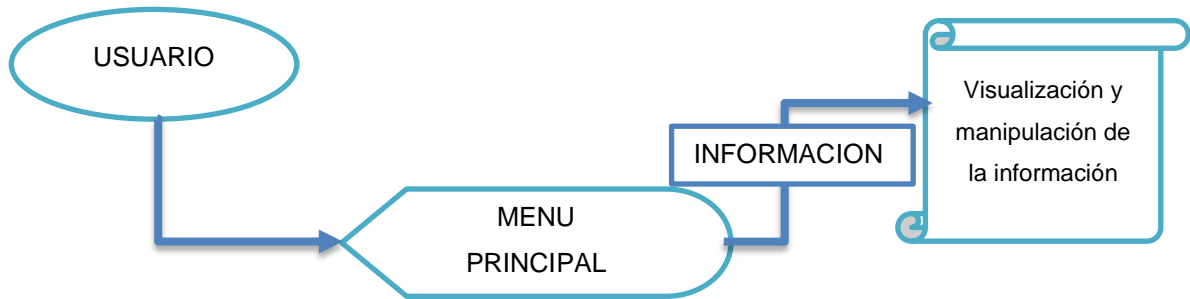 USUARIO
MENU
PRINCIPAL
INFORMACION
Visualización y
manipulación de
la información